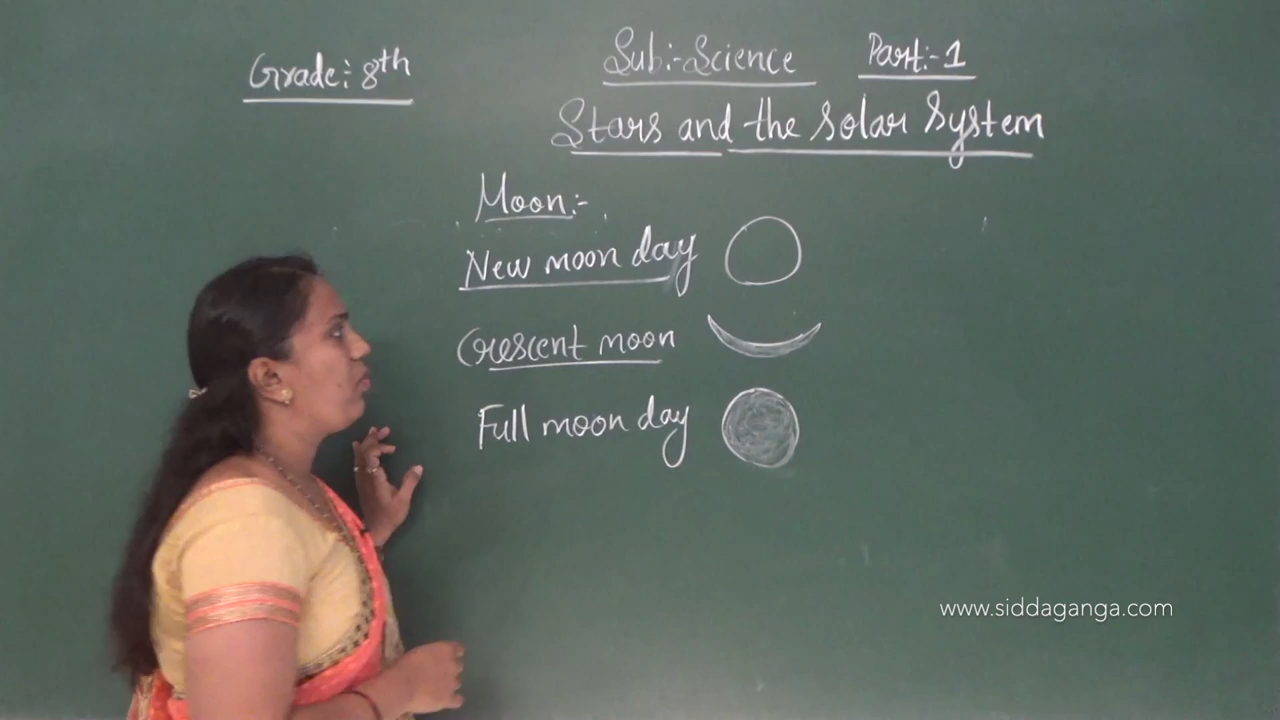 Grade:- 8th
Sub:-Science Part:-1
Stars and the Solar System
Moon:-
New moon day
Crescent moon
Full moon day
www.siddaganga.com